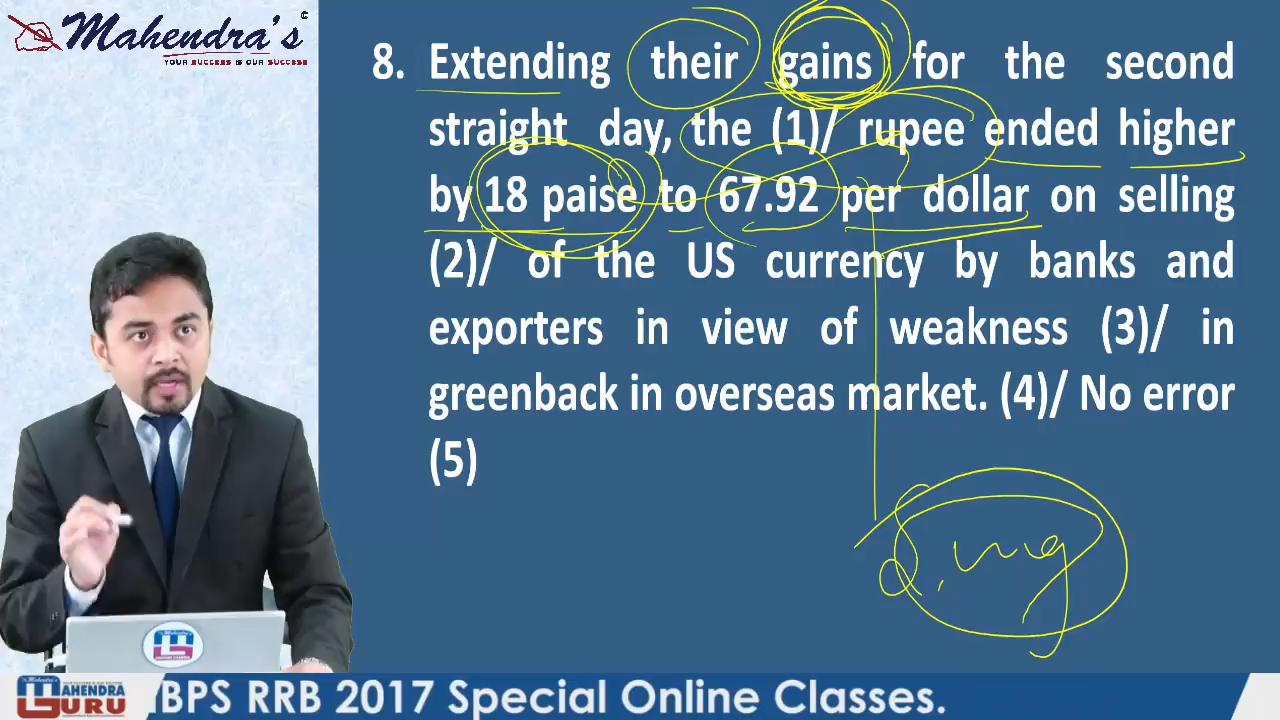 Mahendra's
YOUR SUCCESS IS OUR SUCCESS
8. Extending their gains for the second
straight day, the (1)/ rupee ended higher
by 18 paise to 67.92 per dollar on selling
(2)/ of the US currency by banks and
exporters in view of weakness (3)/ in
greenback in overseas market. (4)/ No error
(5)
MAHENDRA
GURU
IBPS RRB 2017 Special Online Classes.